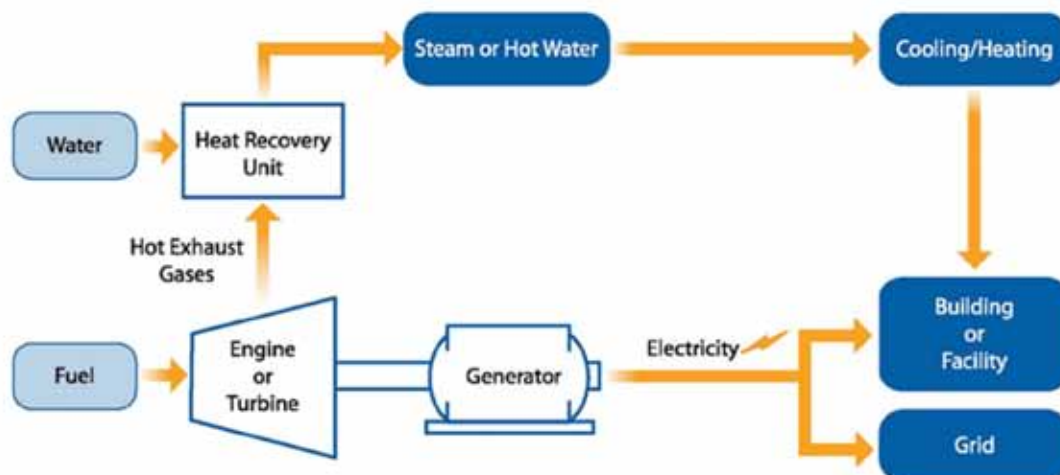 Steam or Hot Water
Cooling/Heating
Water
Heat Recovery
Unit
Hot Exhaust
Gases
Building
or
Facility
Fuel
Engine
or
Turbine
Generator
Electricity
Grid